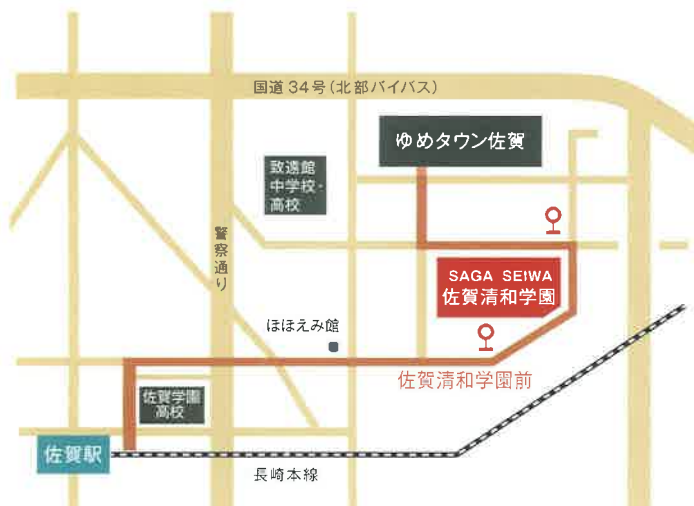 国道34号(北部バイパス)
ゆめタウン佐賀
致遠館
中学校・
高校
警察通り
SAGA SEIWA
佐賀清和学園
ほほえみ館
佐賀清和学園前
佐賀学園
高校
佐賀駅
長崎本線